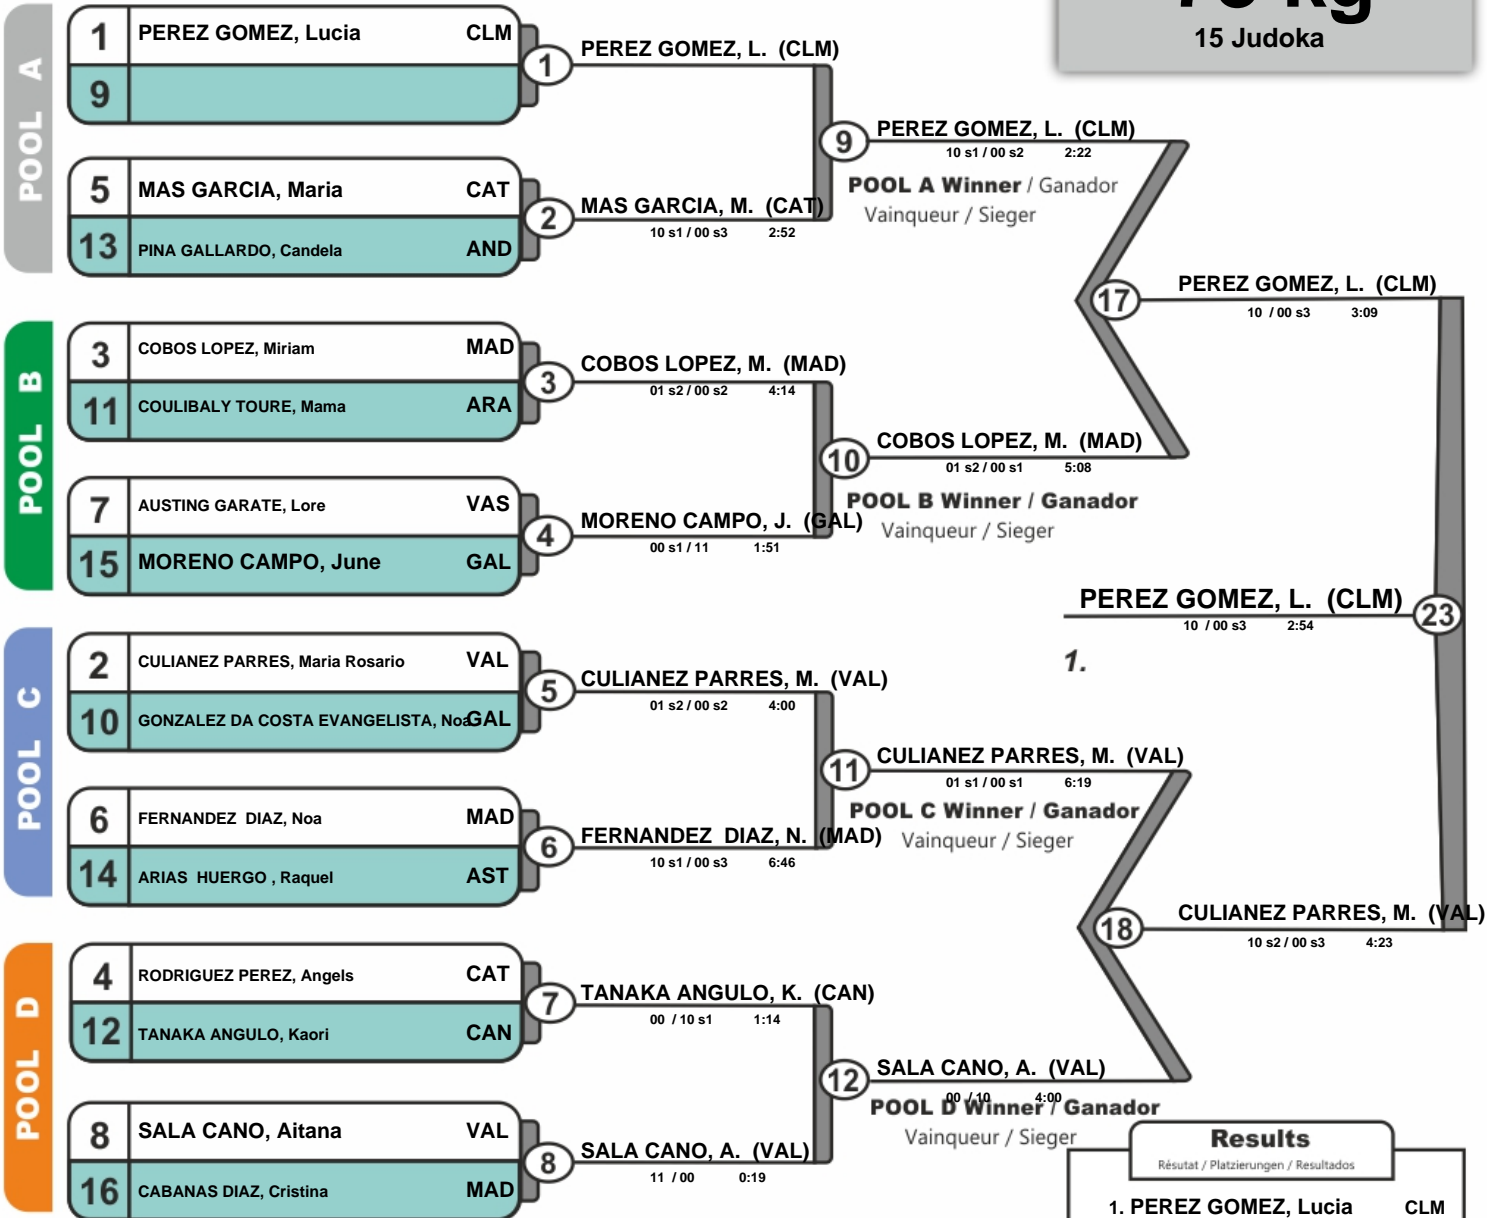 15 Judoka
POOL A
1 PEREZ GOMEZ, Lucia CLM
9
1 PEREZ GOMEZ, L. (CLM)
5 MAS GARCIA, Maria CAT
13 PINA GALLARDO, Candela AND
2 MAS GARCIA, M. (CAT)
10 s1 / 00 s3 2:52
9 PEREZ GOMEZ, L. (CLM)
10 s1 / 00 s2 2:22
POOL A Winner / Ganador
Vainqueur / Sieger
POOL B
3 COBOS LOPEZ, Miriam MAD
11 COULIBALY TOURE, Mama ARA
3 COBOS LOPEZ, M. (MAD)
01 s2 / 00 s2 4:14
7 AUSTING GARATE, Lore VAS
15 MORENO CAMPO, June GAL
4 MORENO CAMPO, J. (GAL)
00 s1 / 11 1:51
10 COBOS LOPEZ, M. (MAD)
01 s2 / 00 s1 5:08
POOL B Winner / Ganador
Vainqueur / Sieger
17 PEREZ GOMEZ, L. (CLM)
10 / 00 s3 3:09
PEREZ GOMEZ, L. (CLM) 23
10 / 00 s3 2:54
1.
POOL C
2 CULIANEZ PARRES, Maria Rosario VAL
10 GONZALEZ DA COSTA EVANGELISTA, Noa GAL
5 CULIANEZ PARRES, M. (VAL)
01 s2 / 00 s2 4:00
6 FERNANDEZ DIAZ, Noa MAD
14 ARIAS HUERGO , Raquel AST
6 FERNANDEZ DIAZ, N. (MAD)
10 s1 / 00 s3 6:46
11 CULIANEZ PARRES, M. (VAL)
01 s1 / 00 s1 6:19
POOL C Winner / Ganador
Vainqueur / Sieger
18 CULIANEZ PARRES, M. (VAL)
10 s2 / 00 s3 4:23
POOL D
4 RODRIGUEZ PEREZ, Angels CAT
12 TANAKA ANGULO, Kaori CAN
7 TANAKA ANGULO, K. (CAN)
00 / 10 s1 1:14
8 SALA CANO, Aitana VAL
16 CABANAS DIAZ, Cristina MAD
8 SALA CANO, A. (VAL)
11 / 00 0:19
12 SALA CANO, A. (VAL)
00 / 10 4:00
POOL D Winner / Ganador
Vainqueur / Sieger
Results
Résutat / Platzierungen / Resultados
1. PEREZ GOMEZ, Lucia CLM